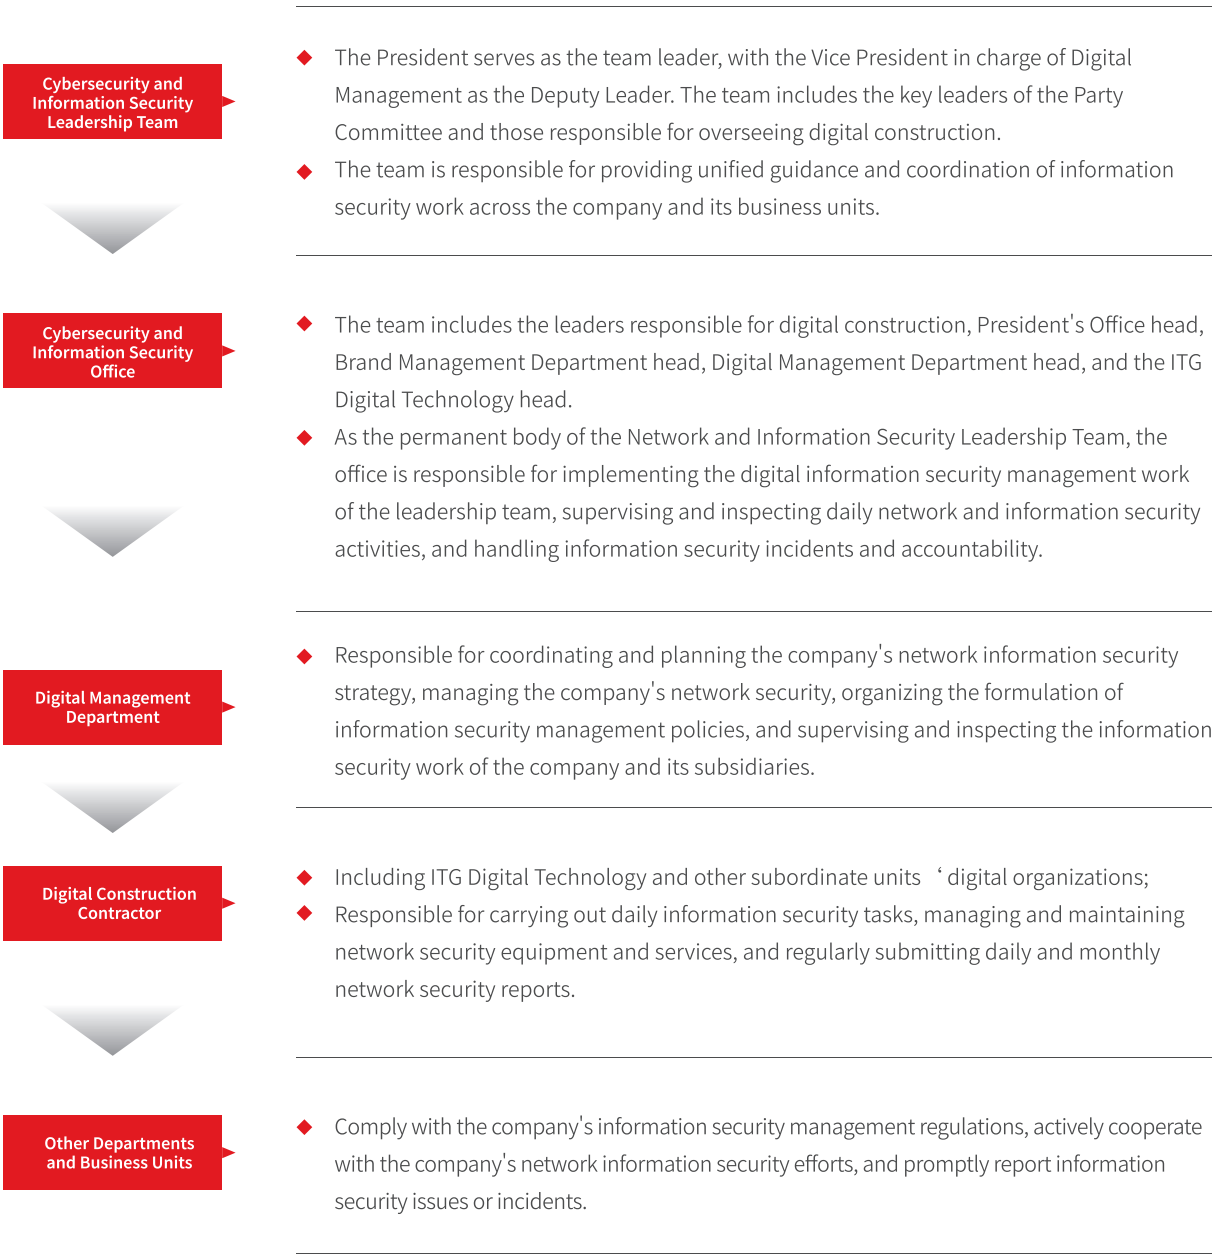 Cybersecurity and
Information Security
Leadership Team
The President serves as the team leader, with the Vice President in charge of Digital
Management as the Deputy Leader. The team includes the key leaders of the Party
Committee and those responsible for overseeing digital construction.
The team is responsible for providing unified guidance and coordination of information
security work across the company and its business units.
Cybersecurity and
Information Security
Office
The team includes the leaders responsible for digital construction, President's Office head,
Brand Management Department head, Digital Management Department head, and the ITG
Digital Technology head.
As the permanent body of the Network and Information Security Leadership Team, the
office is responsible for implementing the digital information security management work
of the leadership team, supervising and inspecting daily network and information security
activities, and handling information security incidents and accountability.
Digital Management
Department
Responsible for coordinating and planning the company's network information security
strategy, managing the company's network security, organizing the formulation of
information security management policies, and supervising and inspecting the information
security work of the company and its subsidiaries.
Digital Construction
Contractor
Including ITG Digital Technology and other subordinate units ‘ digital organizations;
Responsible for carrying out daily information security tasks, managing and maintaining
network security equipment and services, and regularly submitting daily and monthly
network security reports.
Other Departments
and Business Units
Comply with the company's information security management regulations, actively cooperate
with the company's network information security efforts, and promptly report information
security issues or incidents.